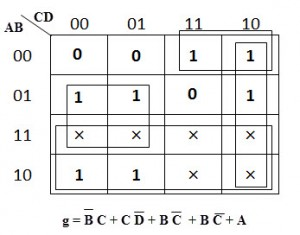 CD
AB 00 01 11 10
00 0 0 1 1
01 1 1 0 1
11 × × × ×
10 1 1 × ×
g = B̅ C + C D̅ + B C̅ + B C̅ + A